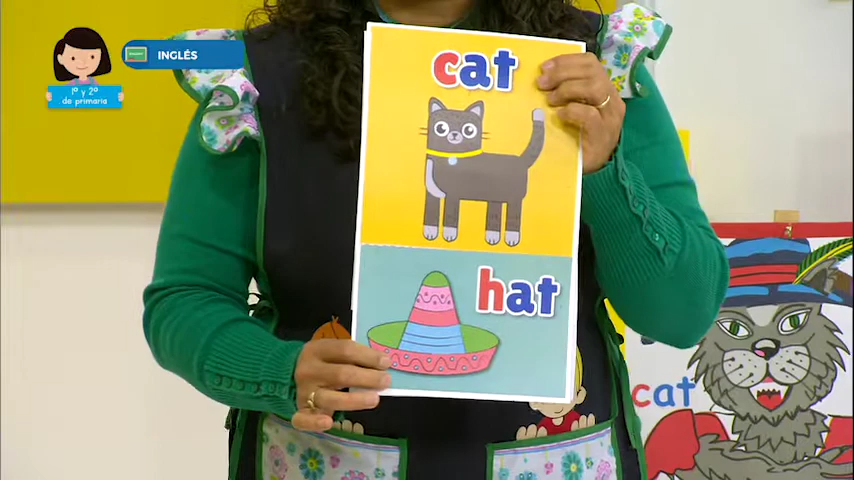 INGLÉS
1º y 2º
de primaria
cat
hat
cat